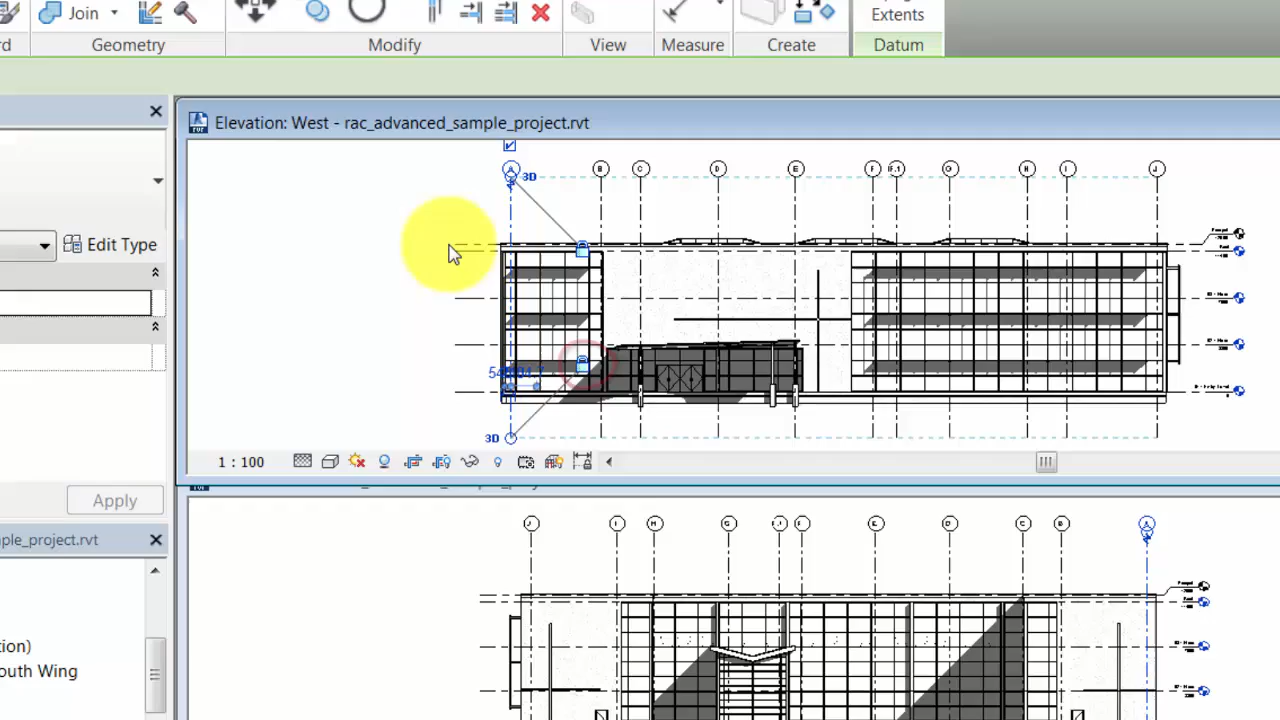 Join
Extents
rd
Geometry
Modify
View
Measure
Create
Datum
Elevation: West - rac_advanced_sample_project.rvt
A B C D E F F.1 G H I J
3D
Edit Type
3D
1 : 100
Apply
ple_project.rvt
J I H G F E D C B A
tion)
outh Wing